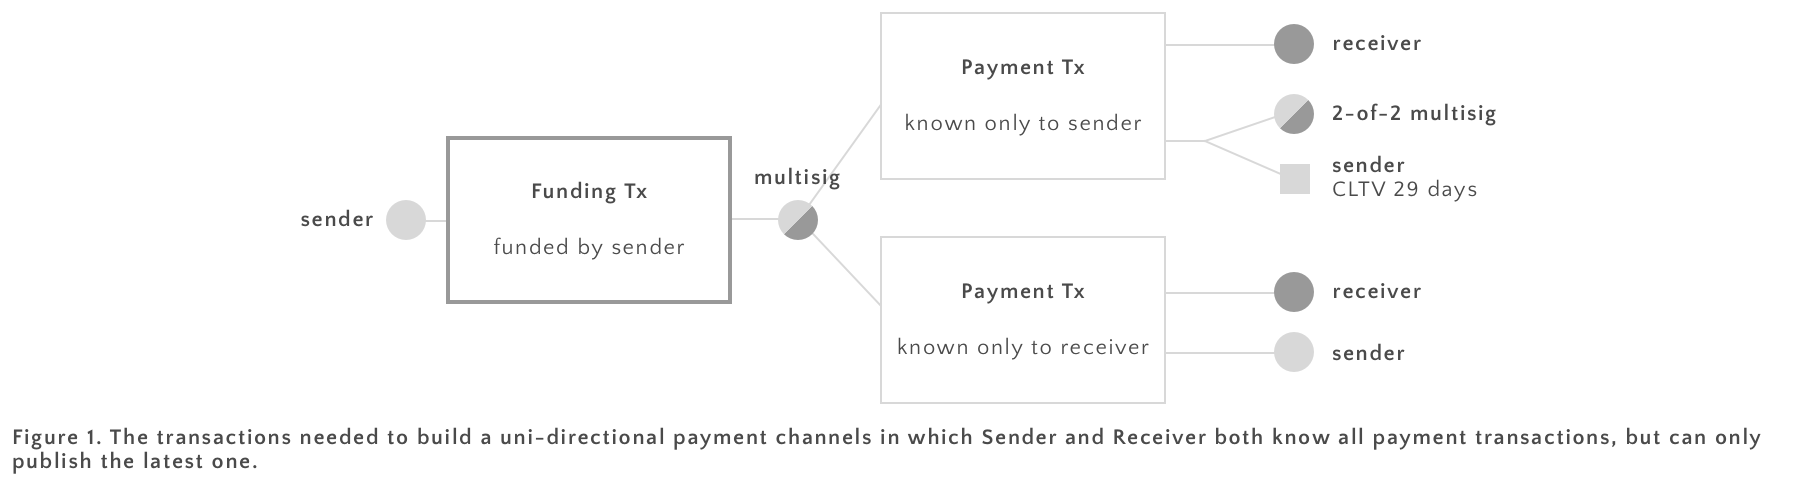 sender
Funding Tx
funded by sender
multisig
Payment Tx
known only to sender
receiver
2-of-2 multisig
sender
CLTV 29 days
Payment Tx
known only to receiver
receiver
sender
Figure 1. The transactions needed to build a uni-directional payment channels in which Sender and Receiver both know all payment transactions, but can only
publish the latest one.